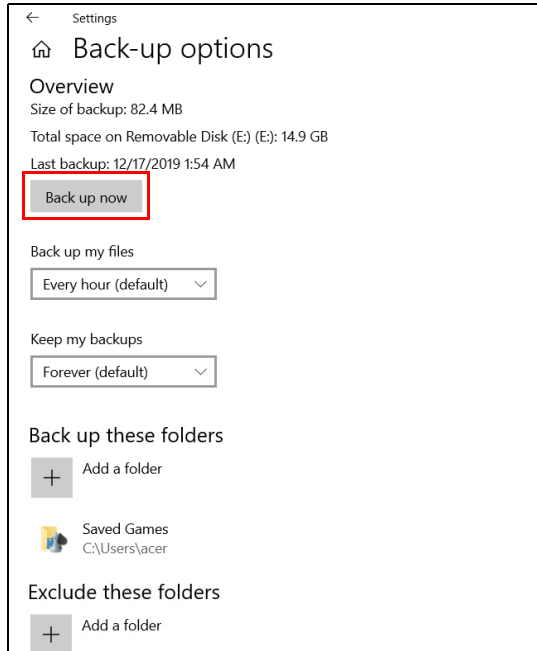 Settings
Back-up options
Overview
Size of backup: 82.4 MB
Total space on Removable Disk (E:) (E:): 14.9 GB
Last backup: 12/17/2019 1:54 AM
Back up now
Back up my files
Every hour (default)
Keep my backups
Forever (default)
Back up these folders
Add a folder
Saved Games
C:\Users\acer
Exclude these folders
Add a folder